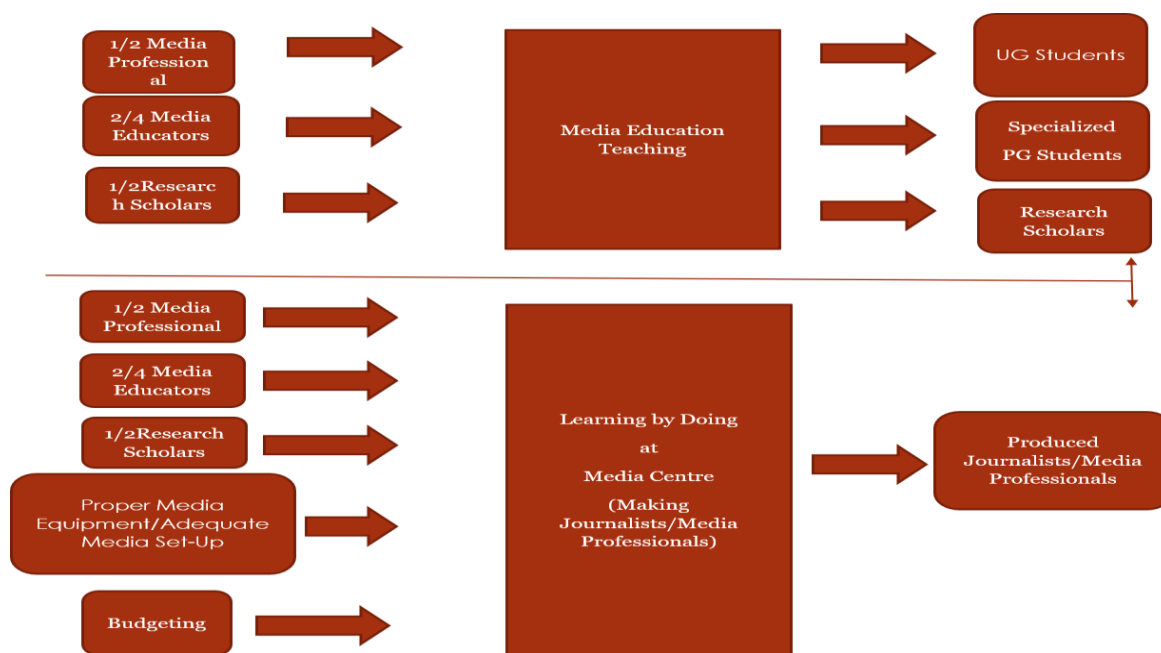 1/2 Media
Profession
al
2/4 Media
Educators
1/2Researc
h Scholars
Media Education
Teaching
UG Students
Specialized
PG Students
Research
Scholars
1/2 Media
Professional
2/4 Media
Educators
1/2Research
Scholars
Proper Media
Equipment/Adequate
Media Set-Up
Budgeting
Learning by Doing
at
Media Centre
(Making
Journalists/Media
Professionals)
Produced
Journalists/Media
Professionals